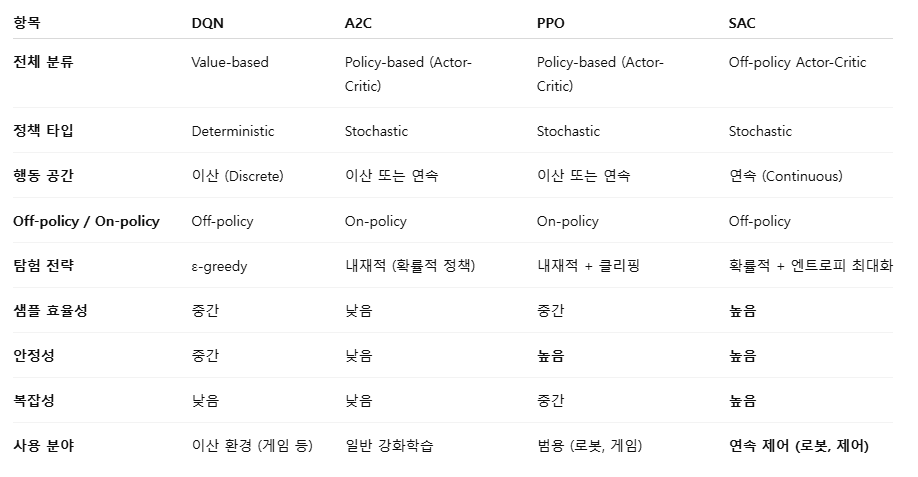 항목 DQN A2C PPO SAC
전체 분류 Value-based Policy-based (Actor-Critic) Policy-based (Actor-Critic) Off-policy Actor-Critic
정책 타입 Deterministic Stochastic Stochastic Stochastic
행동 공간 이산 (Discrete) 이산 또는 연속 이산 또는 연속 연속 (Continuous)
Off-policy / On-policy Off-policy On-policy On-policy Off-policy
탐험 전략 ε-greedy 내재적 (확률적 정책) 내재적 + 클리핑 확률적 + 엔트로피 최대화
샘플 효율성 중간 낮음 중간 높음
안정성 중간 낮음 높음 높음
복잡성 낮음 낮음 중간 높음
사용 분야 이산 환경 (게임 등) 일반 강화학습 범용 (로봇, 게임) 연속 제어 (로봇, 제어)